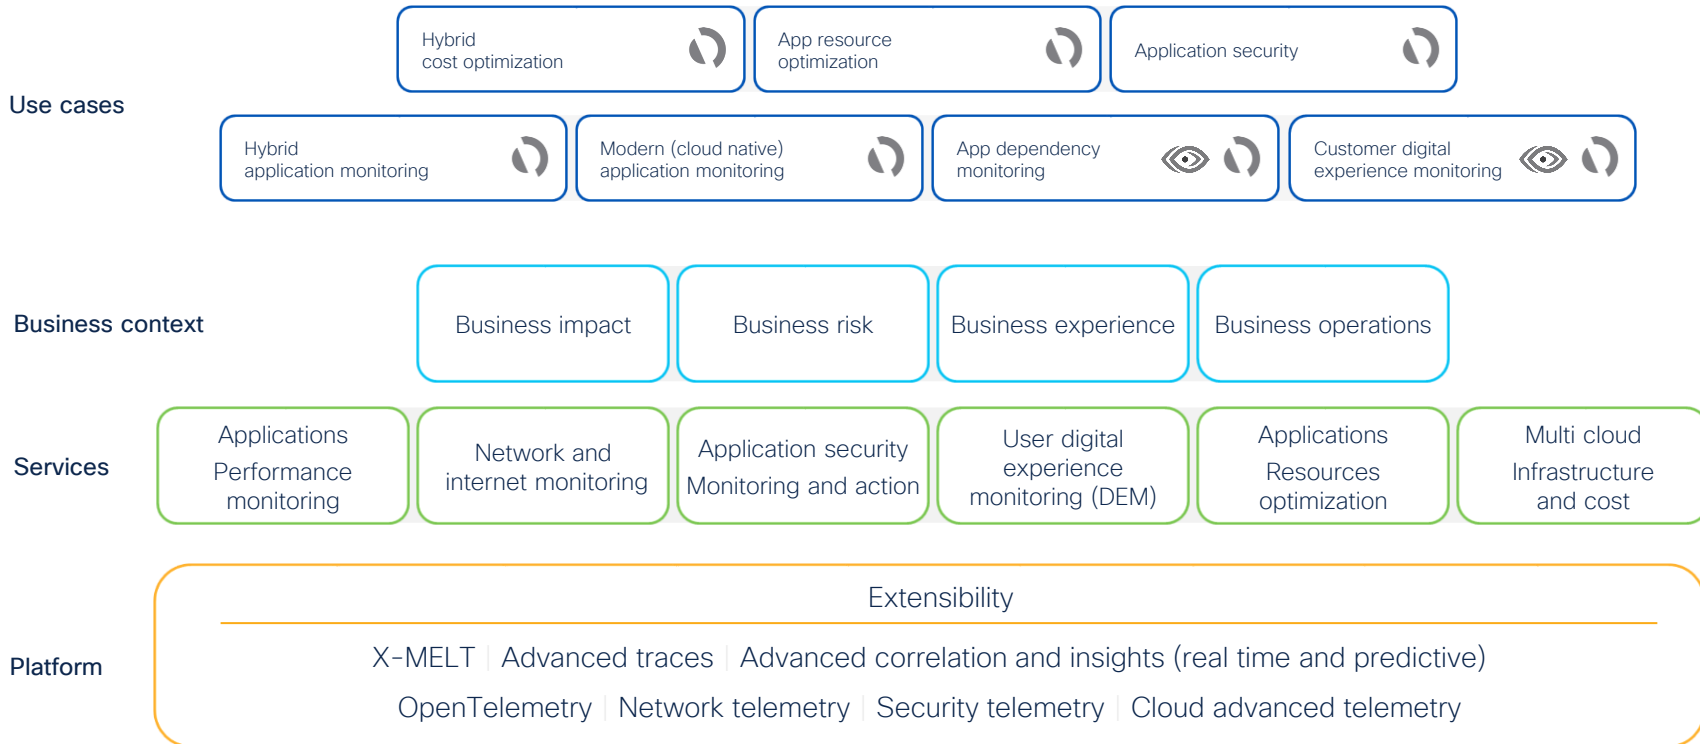 Use cases
Hybrid
cost optimization
App resource
optimization
Application security
Hybrid
application monitoring
Modern (cloud native)
application monitoring
App dependency
monitoring
Customer digital
experience monitoring
Business context
Business impact
Business risk
Business experience
Business operations
Services
Applications
Performance
monitoring
Network and
internet monitoring
Application security
Monitoring and action
User digital
experience
monitoring (DEM)
Applications
Resources
optimization
Multi cloud
Infrastructure
and cost
Platform
Extensibility
X-MELT | Advanced traces | Advanced correlation and insights (real time and predictive)
OpenTelemetry | Network telemetry | Security telemetry | Cloud advanced telemetry